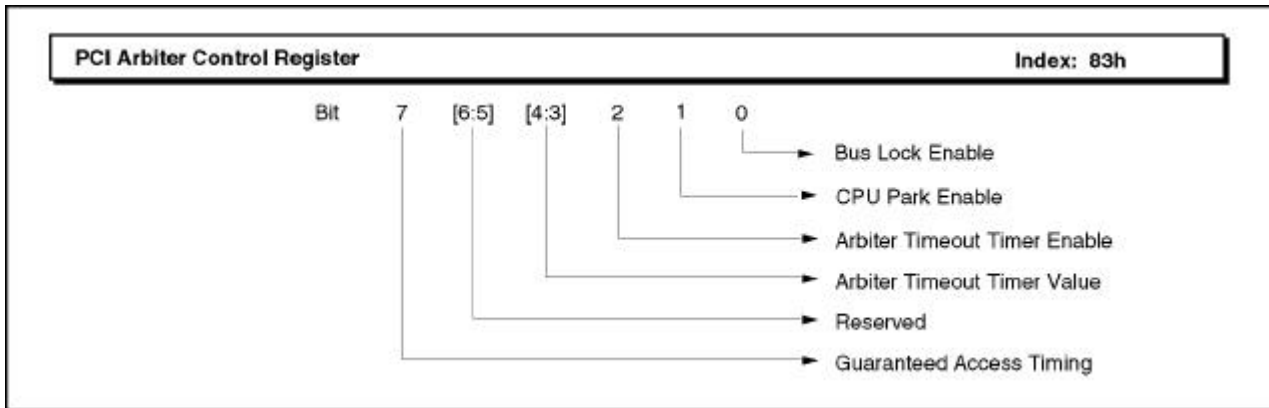 PCI Arbiter Control Register Index: 83h
Bit 7 [6:5] [4:3] 2 1 0
Bus Lock Enable
CPU Park Enable
Arbiter Timeout Timer Enable
Arbiter Timeout Timer Value
Reserved
Guaranteed Access Timing